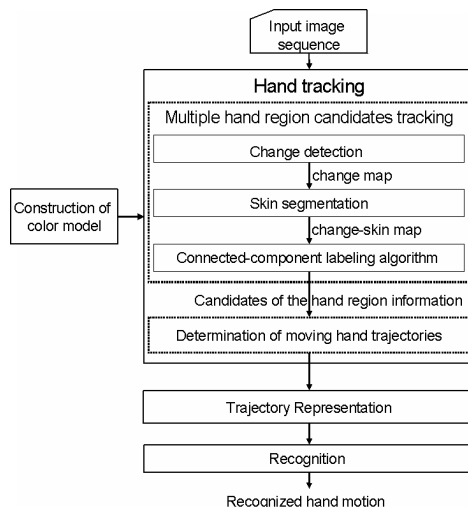 Input image
sequence
Hand tracking
Multiple hand region candidates tracking
Change detection
change map
Skin segmentation
change-skin map
Connected-component labeling algorithm
Construction of
color model
Candidates of the hand region information
Determination of moving hand trajectories
Trajectory Representation
Recognition
Recognized hand motion